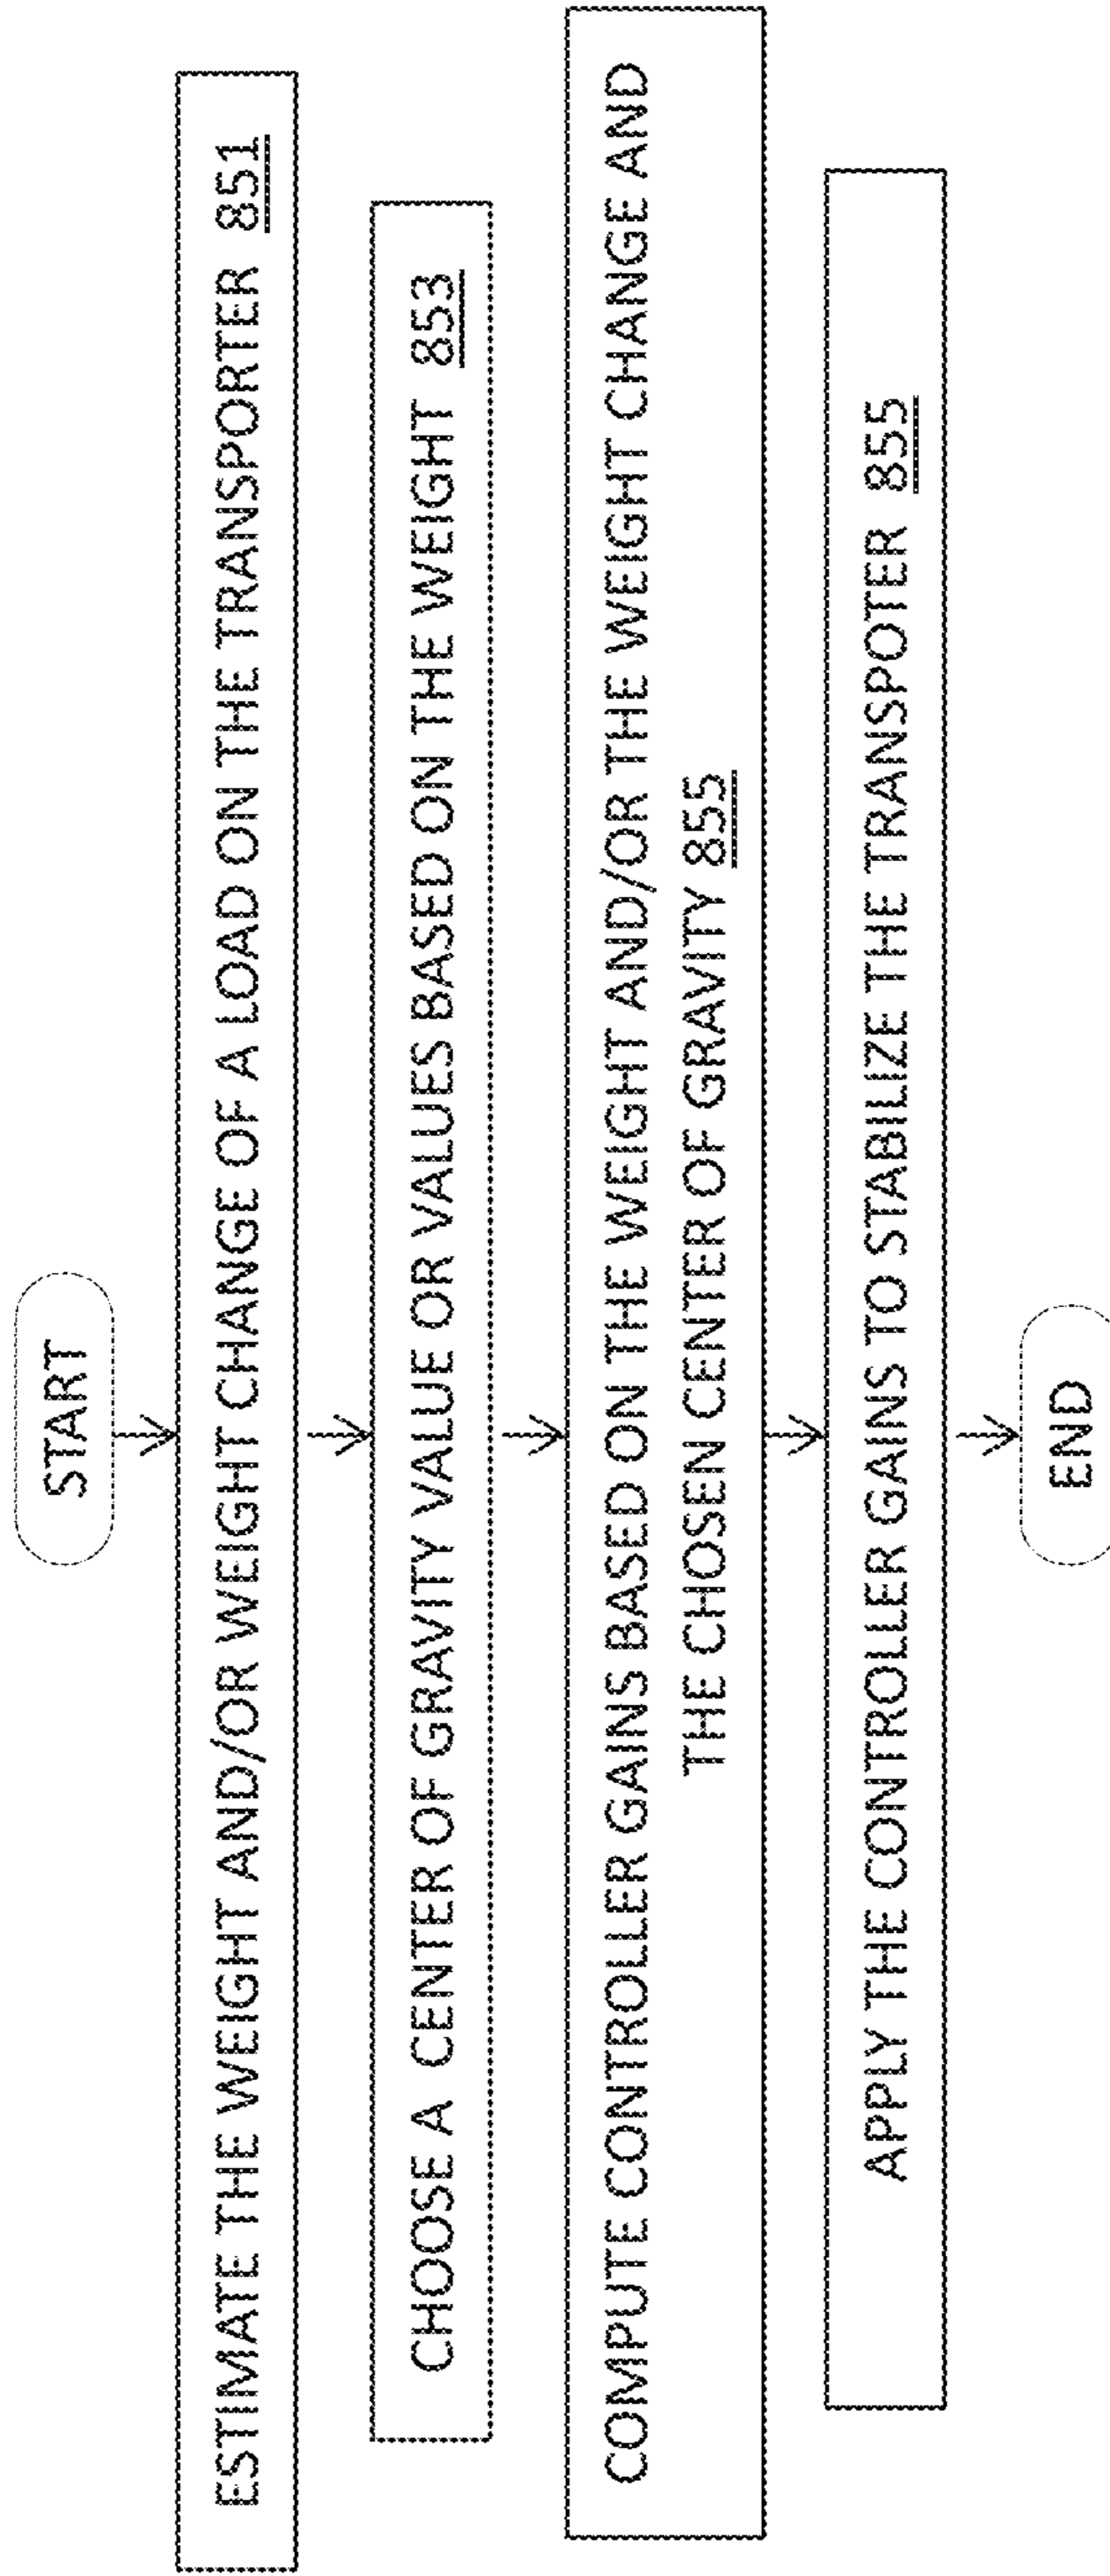 START
ESTIMATE THE WEIGHT AND/OR WEIGHT CHANGE OF A LOAD ON THE TRANSPORTER 851
CHOOSE A CENTER OF GRAVITY VALUE OR VALUES BASED ON THE WEIGHT 853
COMPUTE CONTROLLER GAINS BASED ON THE WEIGHT AND/OR THE WEIGHT CHANGE AND
THE CHOSEN CENTER OF GRAVITY 855
APPLY THE CONTROLLER GAINS TO STABILIZE THE TRANSPOTER 855
END